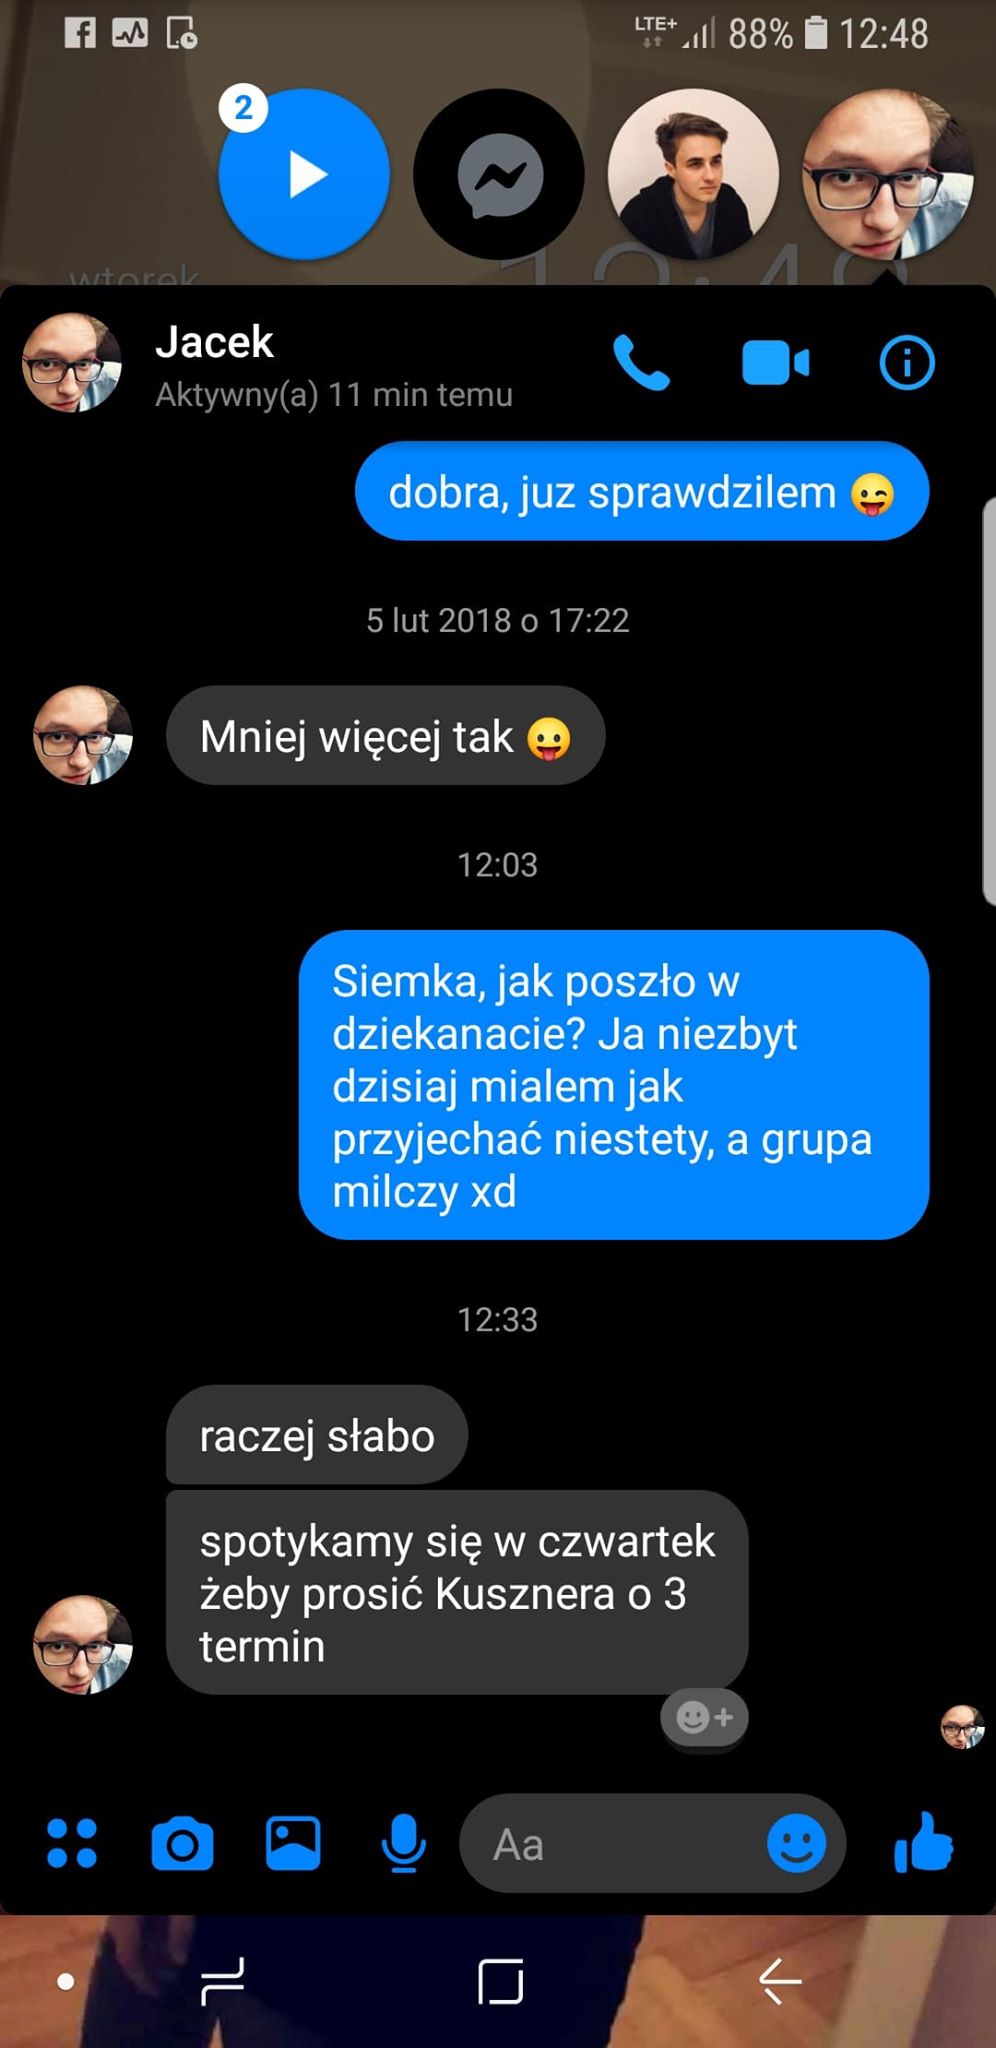 LTE+ 88% 12:48
2
wtorek 12:48
Jacek
Aktywny(a) 11 min temu
dobra, juz sprawdzilem 😜
5 lut 2018 o 17:22
Mniej więcej tak 😛
12:03
Siemka, jak poszło w
dziekanacie? Ja niezbyt
dzisiaj mialem jak
przyjechać niestety, a grupa
milczy xd
12:33
raczej słabo
spotykamy się w czwartek
żeby prosić Kusznera o 3
termin
Aa